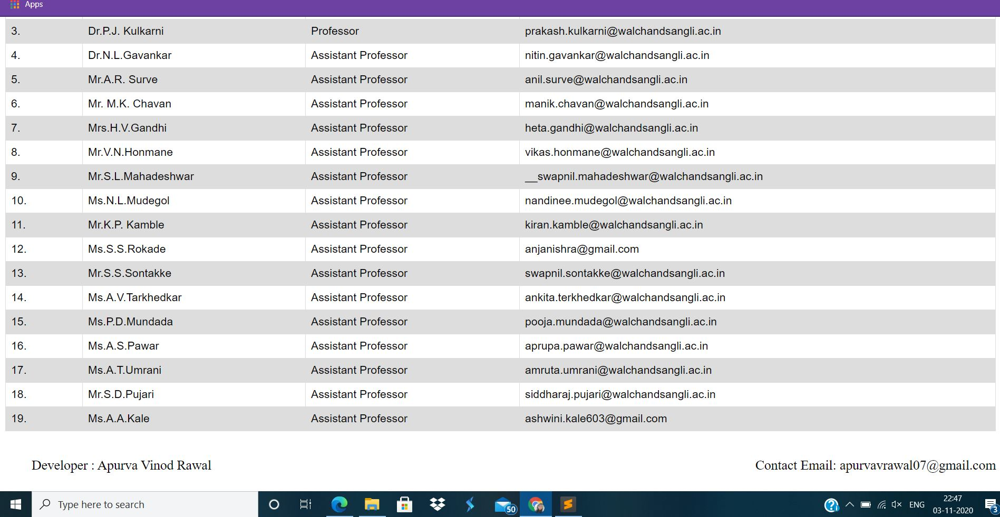 Apps
3. Dr.P.J. Kulkarni Professor prakash.kulkarni@walchandsangli.ac.in
4. Dr.N.L.Gavankar Assistant Professor nitin.gavankar@walchandsangli.ac.in
5. Mr.A.R. Surve Assistant Professor anil.surve@walchandsangli.ac.in
6. Mr. M.K. Chavan Assistant Professor manik.chavan@walchandsangli.ac.in
7. Mrs.H.V.Gandhi Assistant Professor heta.gandhi@walchandsangli.ac.in
8. Mr.V.N.Honmane Assistant Professor vikas.honmane@walchandsangli.ac.in
9. Mr.S.L.Mahadeshwar Assistant Professor __swapnil.mahadeshwar@walchandsangli.ac.in
10. Ms.N.L.Mudegol Assistant Professor nandinee.mudegol@walchandsangli.ac.in
11. Mr.K.P. Kamble Assistant Professor kiran.kamble@walchandsangli.ac.in
12. Ms.S.S.Rokade Assistant Professor anjanishra@gmail.com
13. Mr.S.S.Sontakke Assistant Professor swapnil.sontakke@walchandsangli.ac.in
14. Ms.A.V.Tarkhedkar Assistant Professor ankita.terkhedkar@walchandsangli.ac.in
15. Ms.P.D.Mundada Assistant Professor pooja.mundada@walchandsangli.ac.in
16. Ms.A.S.Pawar Assistant Professor aprupa.pawar@walchandsangli.ac.in
17. Ms.A.T.Umrani Assistant Professor amruta.umrani@walchandsangli.ac.in
18. Mr.S.D.Pujari Assistant Professor siddharaj.pujari@walchandsangli.ac.in
19. Ms.A.A.Kale Assistant Professor ashwini.kale603@gmail.com
Developer : Apurva Vinod Rawal Contact Email: apurvavrawal07@gmail.com
Type here to search 50 ENG 22:47 3
03-11-2020